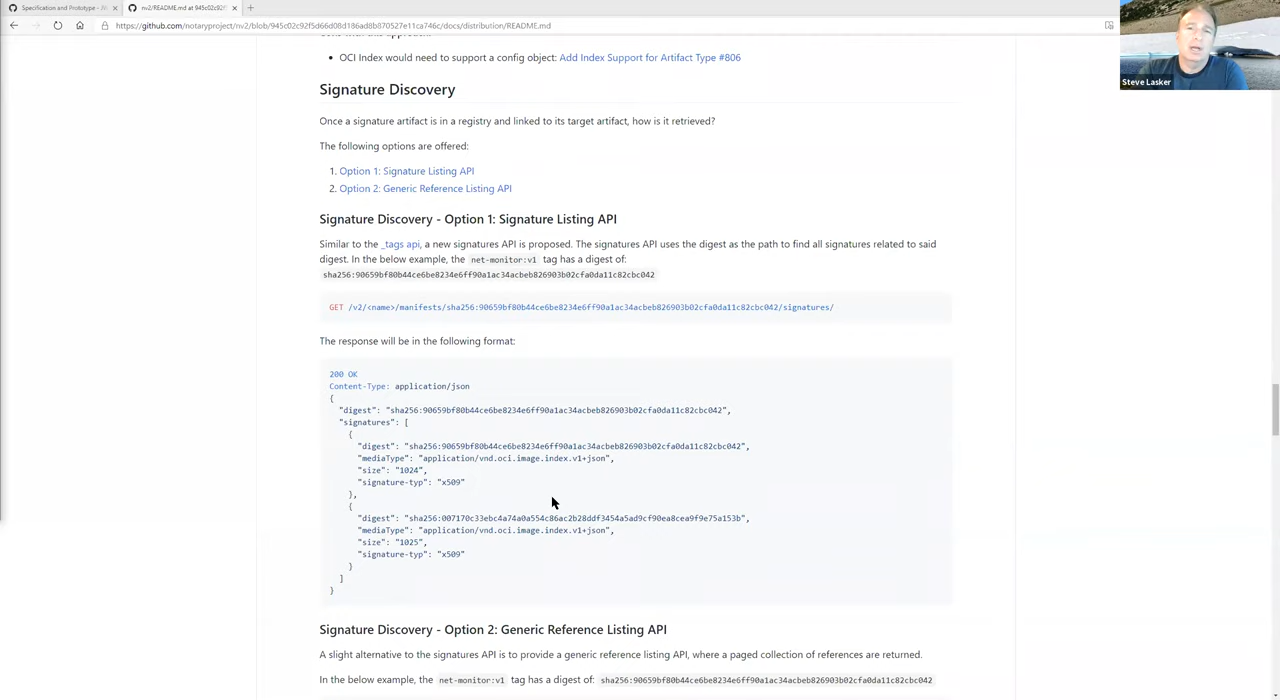 Specification and Prototype - JW
nv2/README.md at 945c02c92f5
https://github.com/notaryproject/nv2/blob/945c02c92f5d66d08d186ad8b870527e11ca746c/docs/distribution/README.md
Steve Lasker
OCI Index would need to support a config object: Add Index Support for Artifact Type #806
Signature Discovery
Once a signature artifact is in a registry and linked to its target artifact, how is it retrieved?
The following options are offered:
1. Option 1: Signature Listing API
2. Option 2: Generic Reference Listing API
Signature Discovery - Option 1: Signature Listing API
Similar to the _tags api, a new signatures API is proposed. The signatures API uses the digest as the path to find all signatures related to said
digest. In the below example, the net-monitor:v1 tag has a digest of:
sha256:90659bf80b44ce6be8234e6ff90a1ac34acbeb826903b02cfa0da11c82cbc042
GET /v2/<name>/manifests/sha256:90659bf80b44ce6be8234e6ff90a1ac34acbeb826903b02cfa0da11c82cbc042/signatures/
The response will be in the following format:
200 OK
Content-Type: application/json
{
"digest": "sha256:90659bf80b44ce6be8234e6ff90a1ac34acbeb826903b02cfa0da11c82cbc042",
"signatures": [
{
"digest": "sha256:90659bf80b44ce6be8234e6ff90a1ac34acbeb826903b02cfa0da11c82cbc042",
"mediaType": "application/vnd.oci.image.index.v1+json",
"size": "1024",
"signature-typ": "x509"
},
{
"digest": "sha256:007170c33ebc4a74a0a554c86ac2b28ddf3454a5ad9cf90ea8cea9f9e75a153b",
"mediaType": "application/vnd.oci.image.index.v1+json",
"size": "1025",
"signature-typ": "x509"
}
]
}
Signature Discovery - Option 2: Generic Reference Listing API
A slight alternative to the signatures API is to provide a generic reference listing API, where a paged collection of references are returned.
In the below example, the net-monitor:v1 tag has a digest of: sha256:90659bf80b44ce6be8234e6ff90a1ac34acbeb826903b02cfa0da11c82cbc042